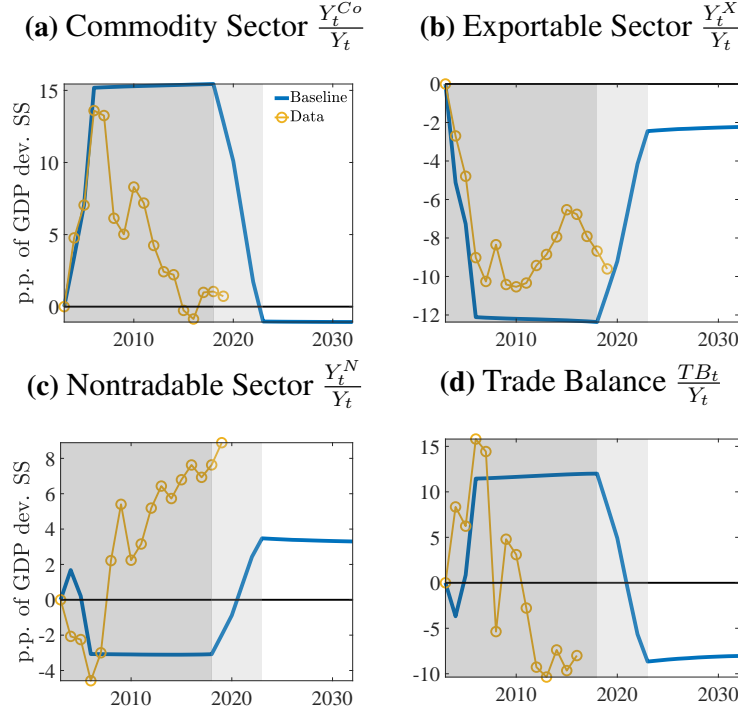 (a) Commodity Sector Y_t^{Co}/Y_t
(b) Exportable Sector Y_t^X/Y_t
p.p. of GDP dev. SS
15
10
5
0
2010 2020 2030
Baseline
Data
0
-2
-4
-6
-8
-10
-12
2010 2020 2030
(c) Nontradable Sector Y_t^N/Y_t
(d) Trade Balance TB_t/Y_t
p.p. of GDP dev. SS
8
6
4
2
0
-2
-4
2010 2020 2030
15
10
5
0
-5
-10
2010 2020 2030